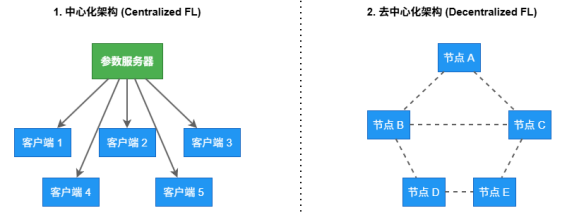 1. 中心化架构 (Centralized FL)
参数服务器
客户端 1
客户端 2
客户端 3
客户端 4
客户端 5
2. 去中心化架构 (Decentralized FL)
节点 A
节点 B
节点 C
节点 D
节点 E